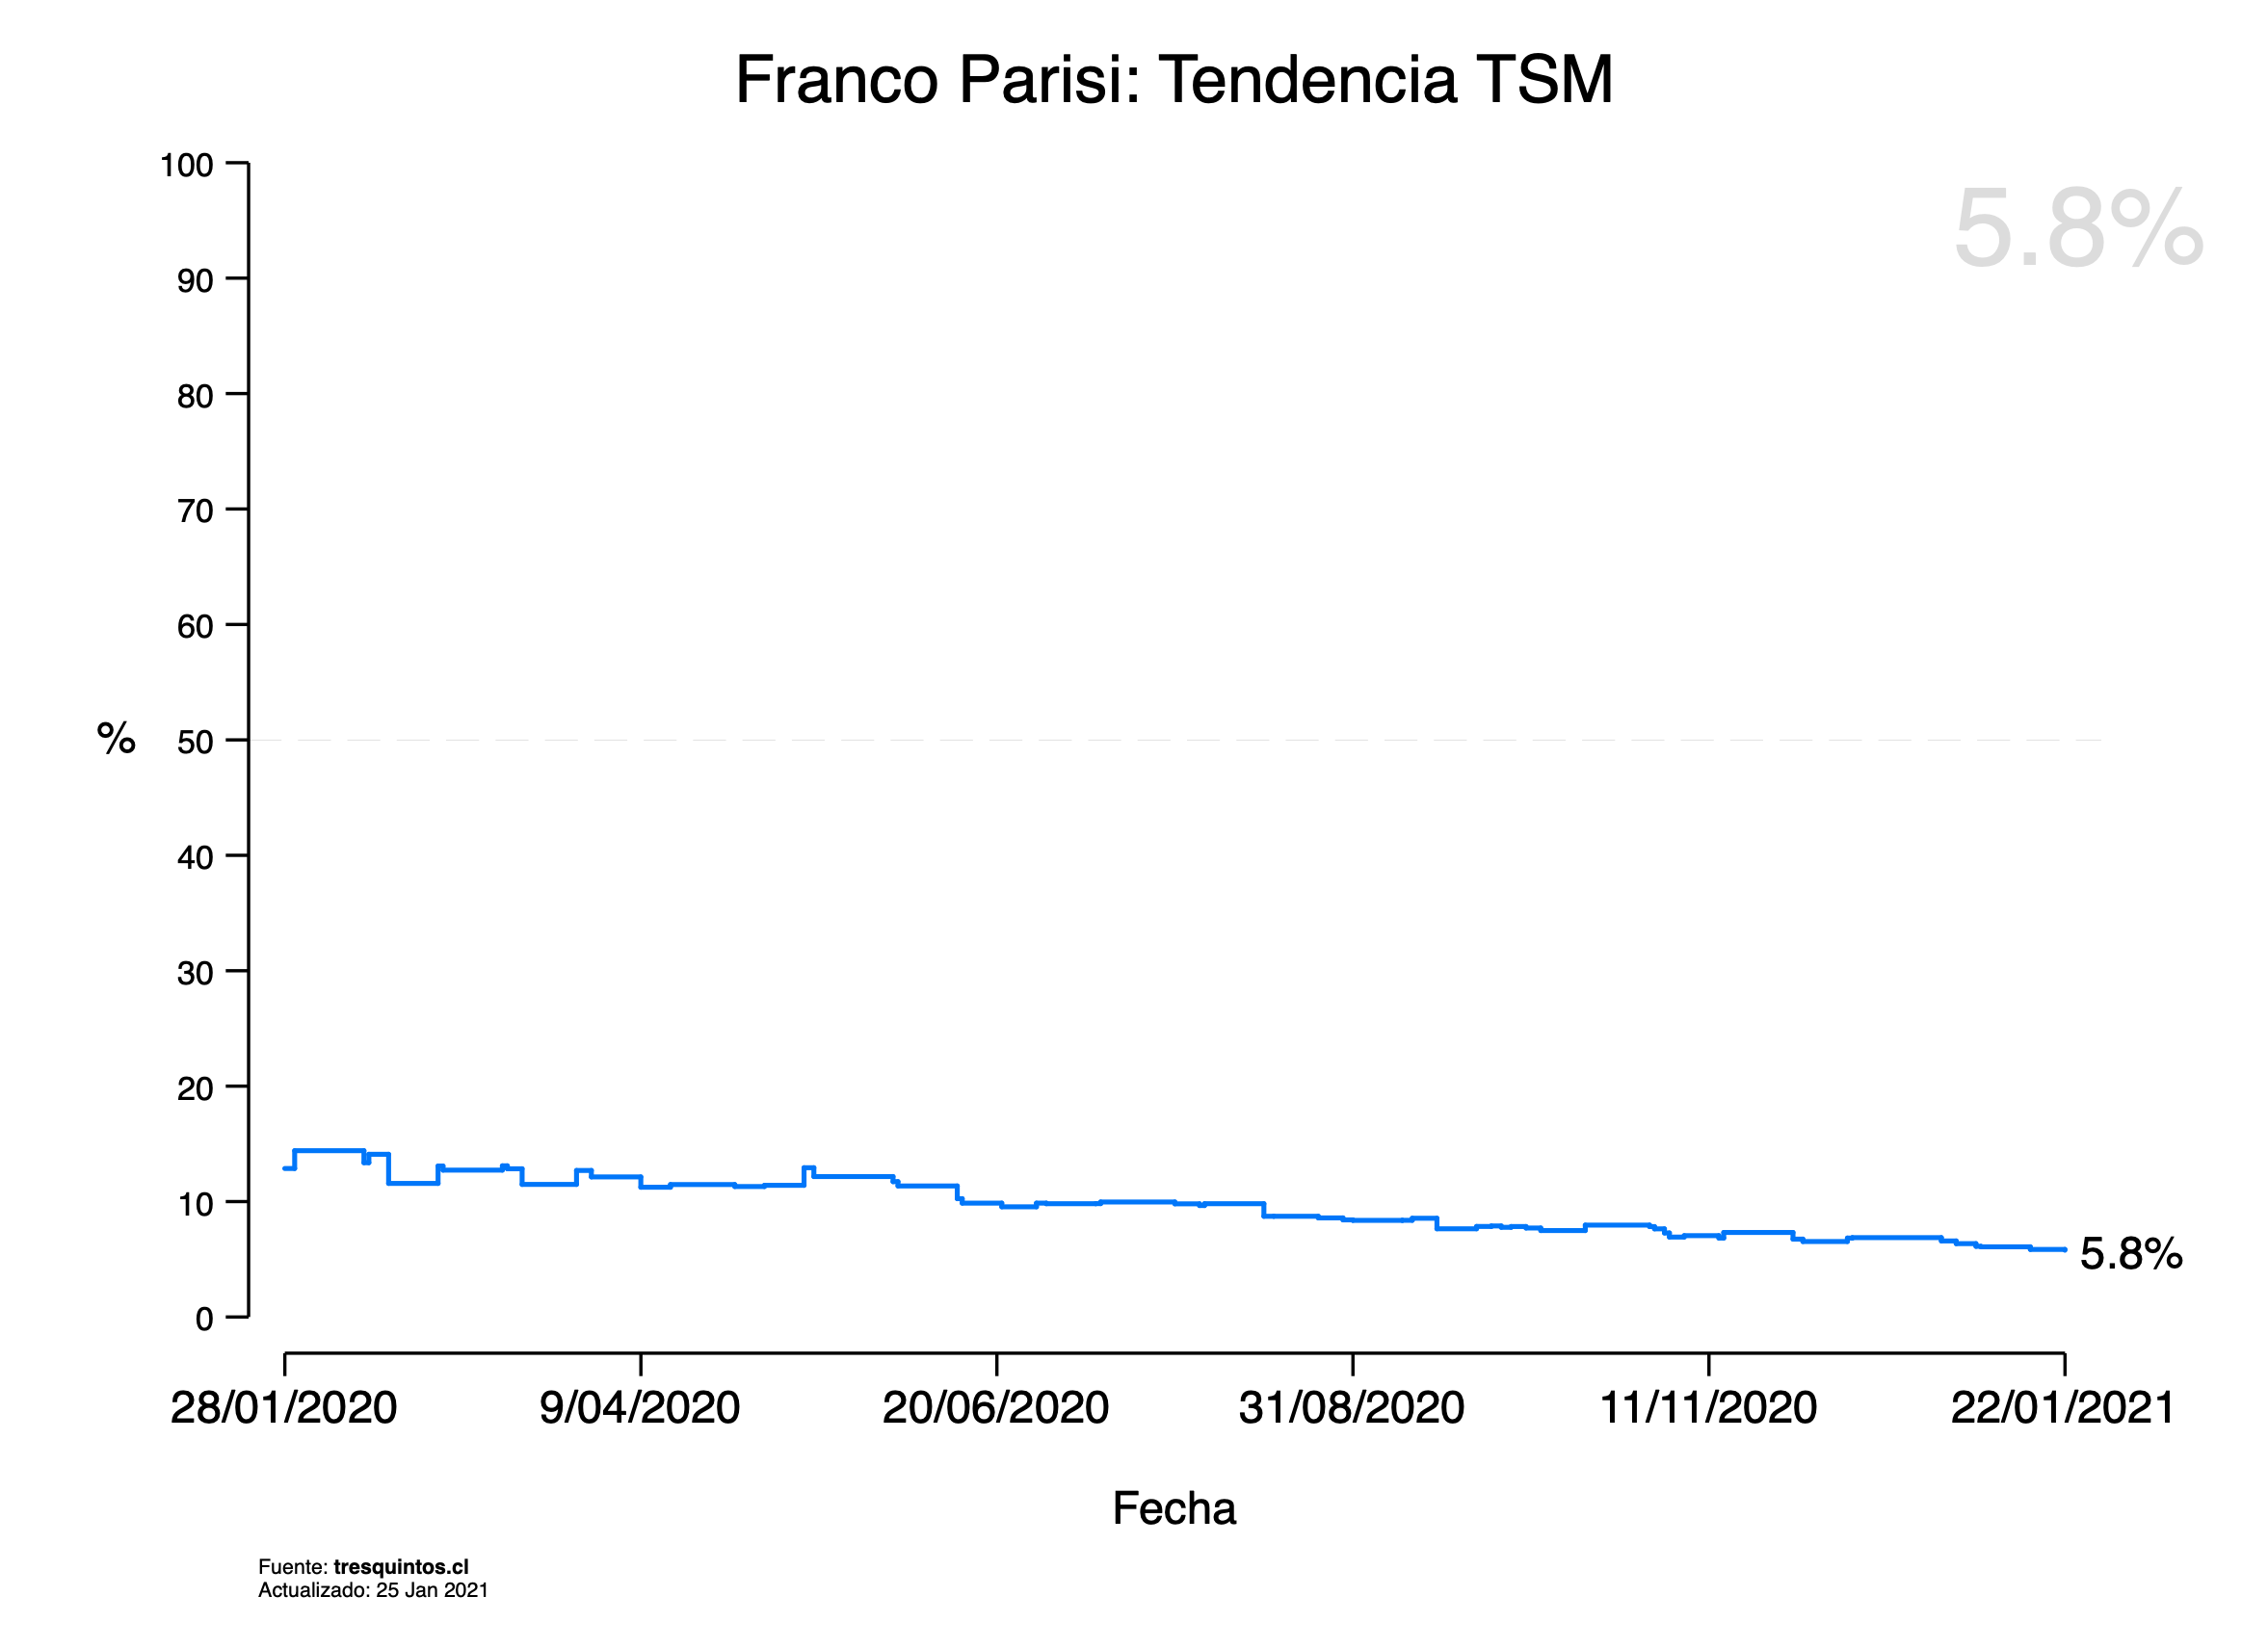 Franco Parisi: Tendencia TSM
5.8%
100
90
80
70
60
% 50
40
30
20
10
0
5.8%
28/01/2020 9/04/2020 20/06/2020 31/08/2020 11/11/2020 22/01/2021
Fecha
Fuente: tresquintos.cl
Actualizado: 25 Jan 2021